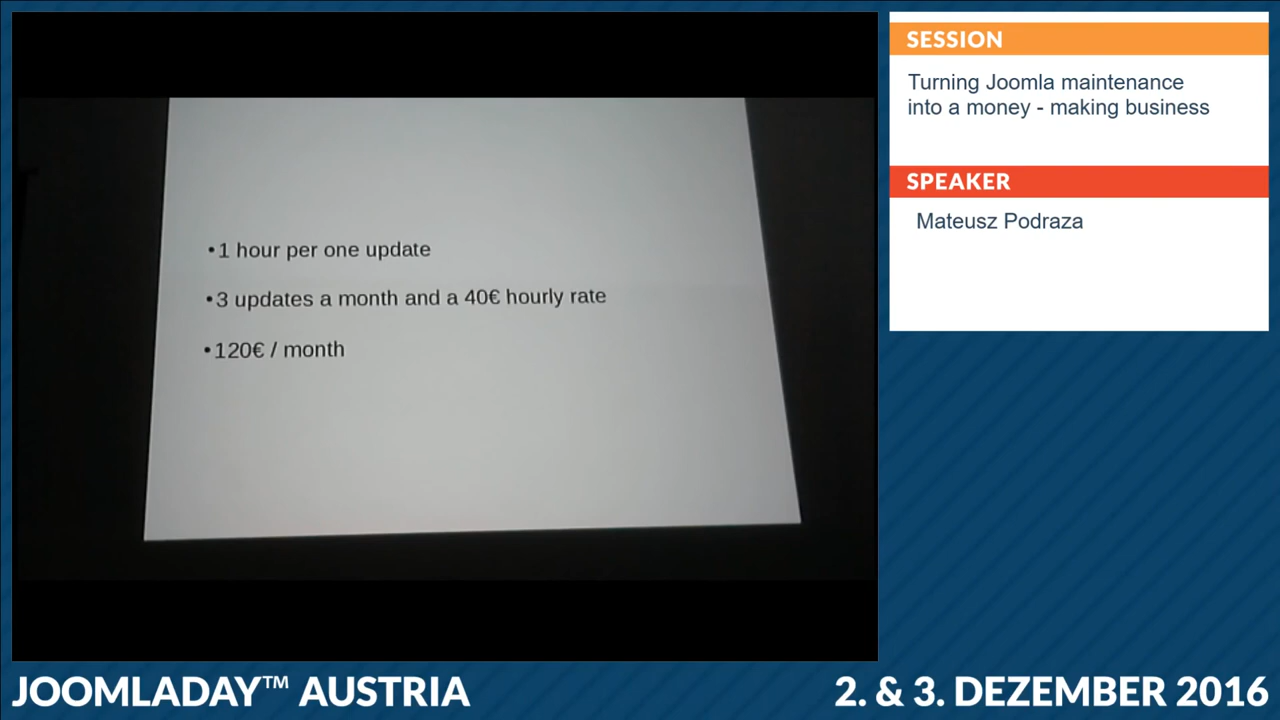 SESSION
Turning Joomla maintenance
into a money - making business
SPEAKER
Mateusz Podraza
•1 hour per one update
•3 updates a month and a 40€ hourly rate
•120€ / month
JOOMLADAY™ AUSTRIA
2. & 3. DEZEMBER 2016